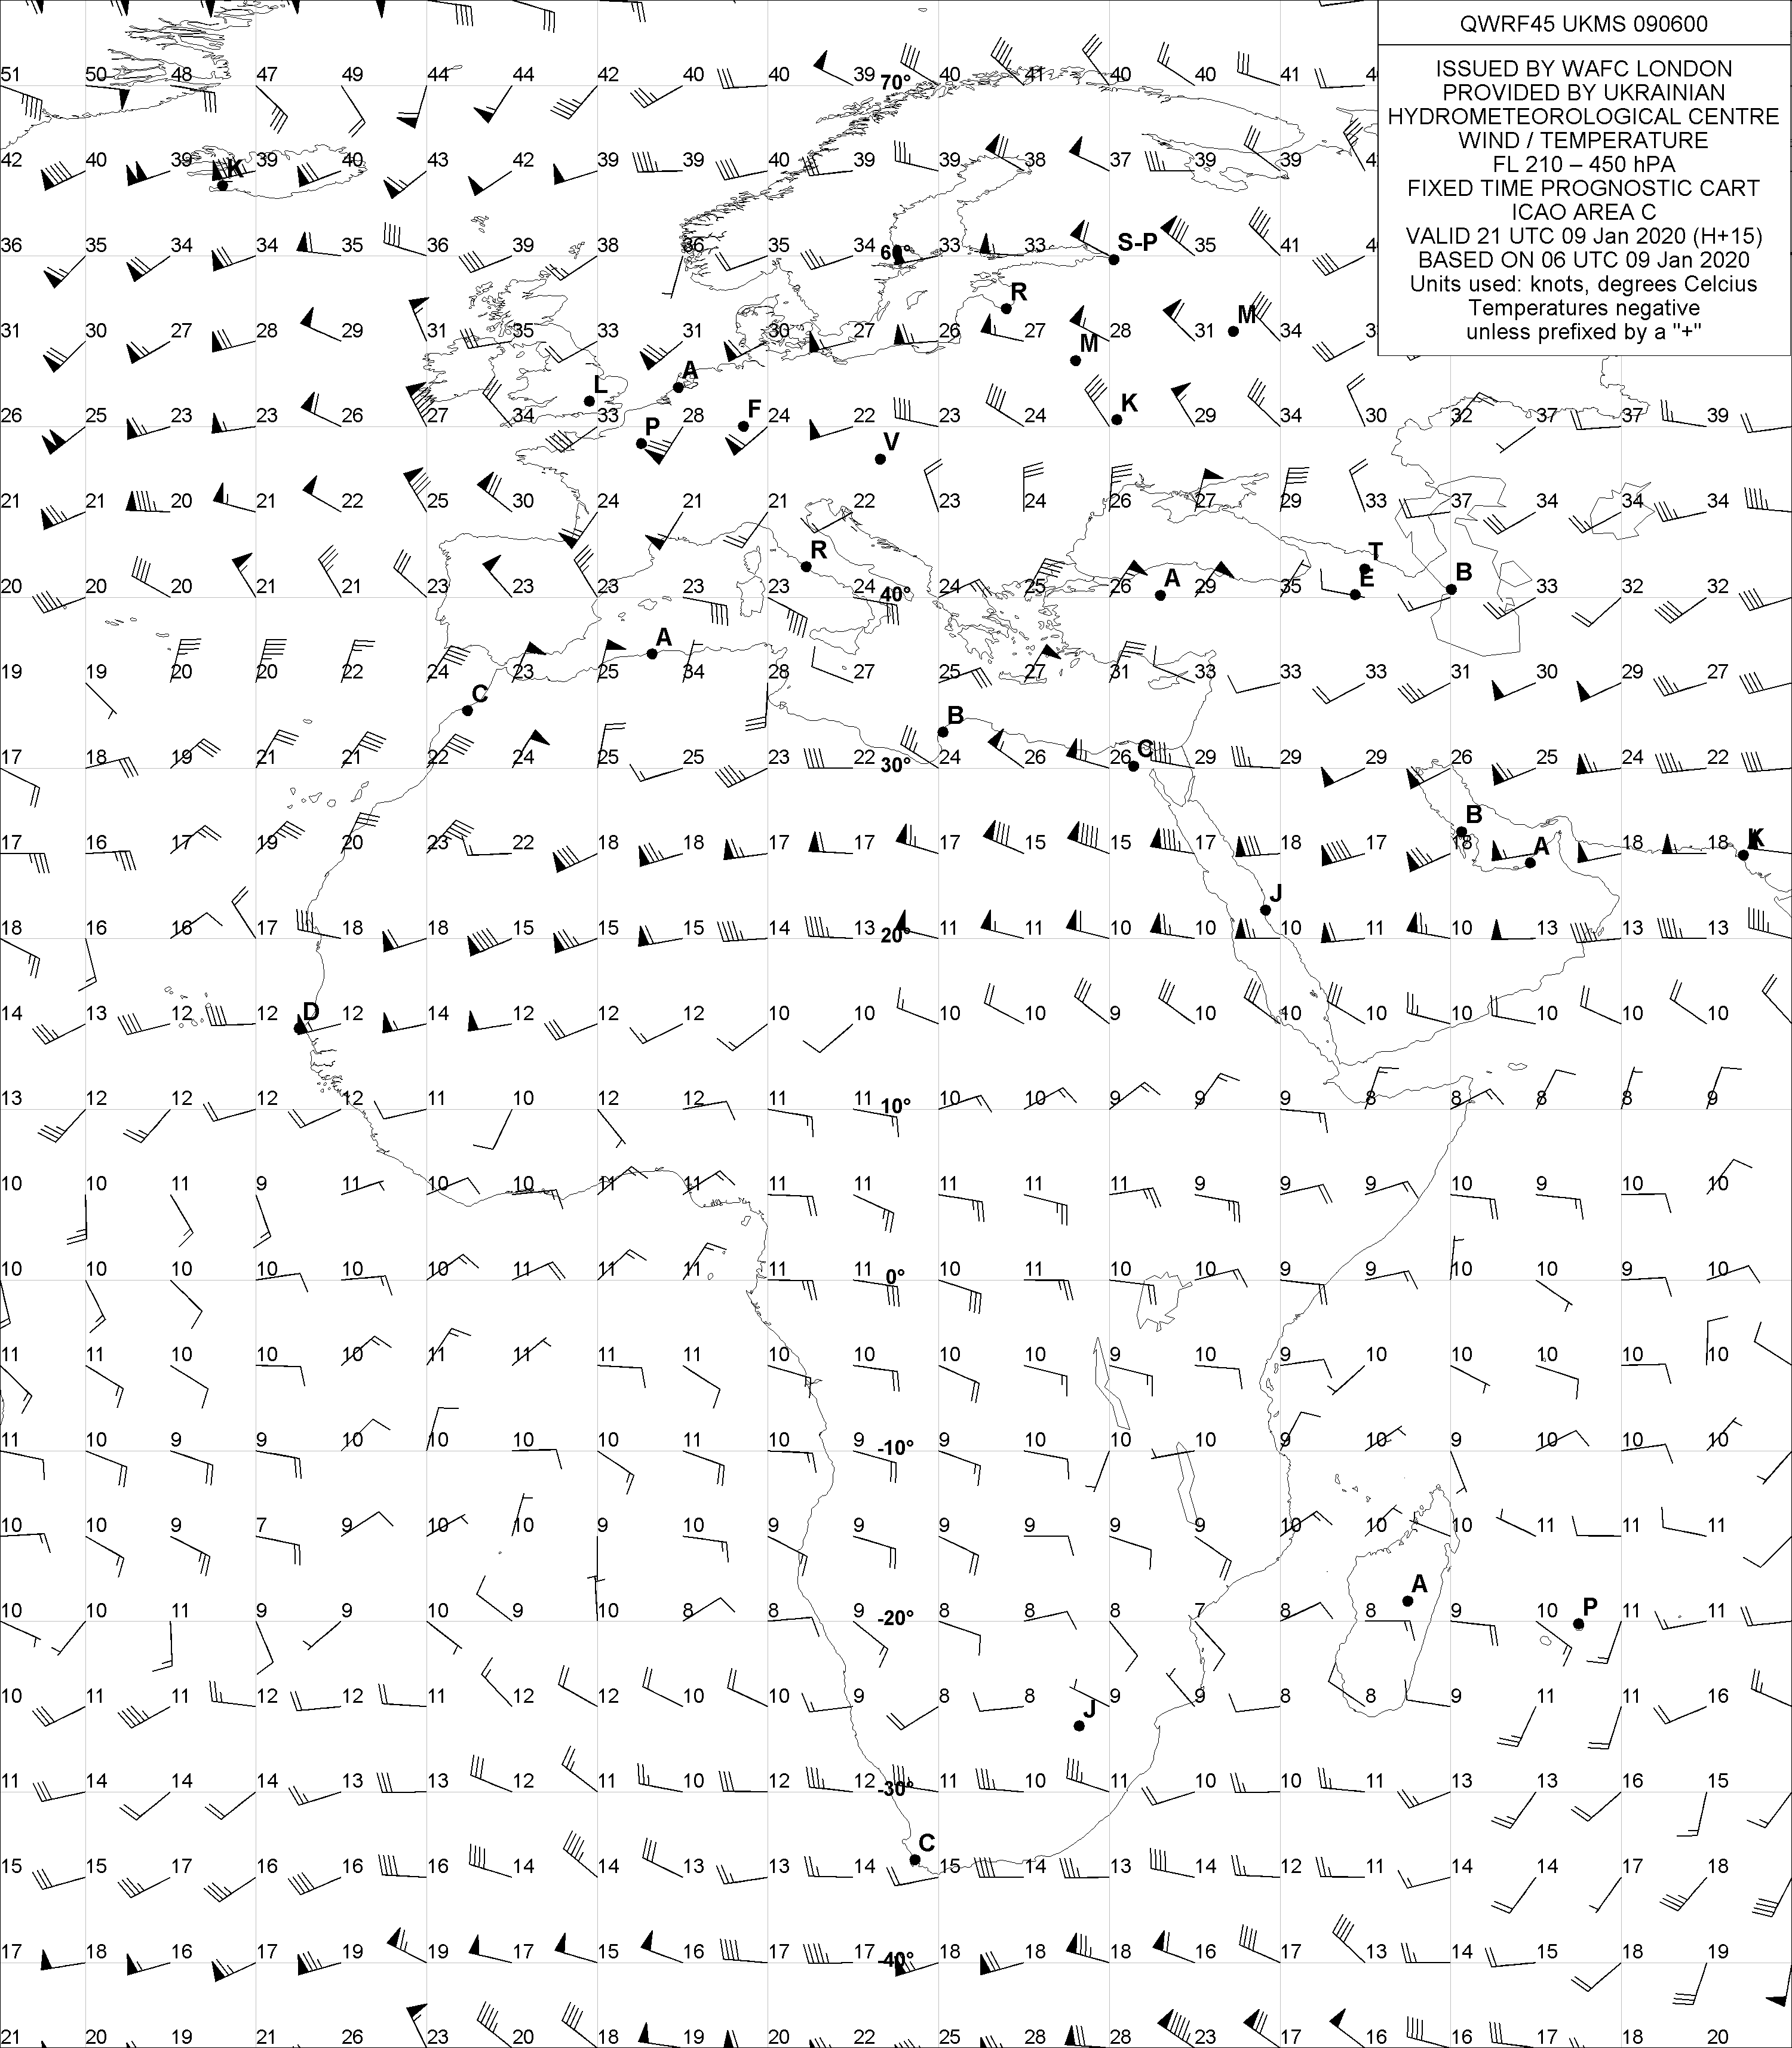 QWRF45 UKMS 090600
ISSUED BY WAFC LONDON
PROVIDED BY UKRAINIAN
HYDROMETEOROLOGICAL CENTRE
WIND / TEMPERATURE
FL 210 – 450 hPA
FIXED TIME PROGNOSTIC CART
ICAO AREA C
VALID 21 UTC 09 Jan 2020 (H+15)
BASED ON 06 UTC 09 Jan 2020
Units used: knots, degrees Celcius
Temperatures negative
unless prefixed by a "+"
51 50 48 47 49 44 44 42 40 40 39 70° 40 41 40 40 41
42 40 39 K 39 40 43 42 39 39 39 39 39 38 37 39 39
36 35 34 34 35 36 39 38 36 35 34 60° 33 33 S-P 35 41
R
31 30 27 28 29 31 35 33 31 30 27 26 27 28 31 M 34
M
A
L
26 25 23 23 26 27 34 33 28 F 24 22 23 24 K 29 34 30 32 37 37 39
P V
21 21 20 21 22 25 30 24 21 21 22 23 24 26 27 29 33 37 34 34 34
R T
20 20 20 21 21 23 23 23 23 23 24 40° 24 25 26 A 29 35 E B 33 32 32
A
19 19 20 20 22 24 23 25 34 28 27 25 27 31 33 33 33 31 30 29 27
C
B
17 18 19 21 21 22 24 25 25 23 22 30° 24 26 26 C 29 29 29 26 25 24 22
B
17 16 17 19 20 23 22 18 18 17 17 17 15 15 17 18 17 18 A 18 18 K
J
18 16 16 17 18 18 15 15 15 14 13 20° 11 11 10 10 10 11 10 13 13 13
14 13 12 12 D 12 14 12 12 12 10 10 10 10 9 10 10 10 10 10 10 10
13 12 12 12 12 11 10 12 12 11 11 10° 10 10 9 9 9 8 8 8 8 9
10 10 11 9 11 10 10 11 11 11 11 11 11 11 9 9 9 10 9 10 10
10 10 10 10 10 10 11 11 11 11 11 0° 10 11 10 10 9 9 10 10 9 10
11 11 10 10 10 11 11 11 11 10 10 10 10 9 10 9 10 10 10 10 10
11 10 9 9 10 10 10 10 11 10 9 -10° 9 10 10 10 9 10 9 10 10 10
10 10 9 7 9 10 10 9 10 9 9 9 9 9 9 10 10 10 11 11 11
A
10 10 11 9 9 10 9 10 8 8 9 -20° 8 8 8 7 8 8 9 10 P 11 11
10 11 11 12 12 11 12 12 10 10 9 8 8 J 9 9 8 8 9 11 11 16
11 14 14 14 13 13 12 11 10 12 12 -30° 11 10 11 10 10 11 13 13 16 15
C
15 15 17 16 16 16 14 14 13 13 14 15 14 13 14 12 11 14 14 17 18
17 18 16 17 19 19 17 15 16 17 17 -40° 18 18 18 16 17 13 14 15 18 19
21 20 19 21 26 23 20 18 19 20 22 25 28 28 23 17 16 16 17 18 20